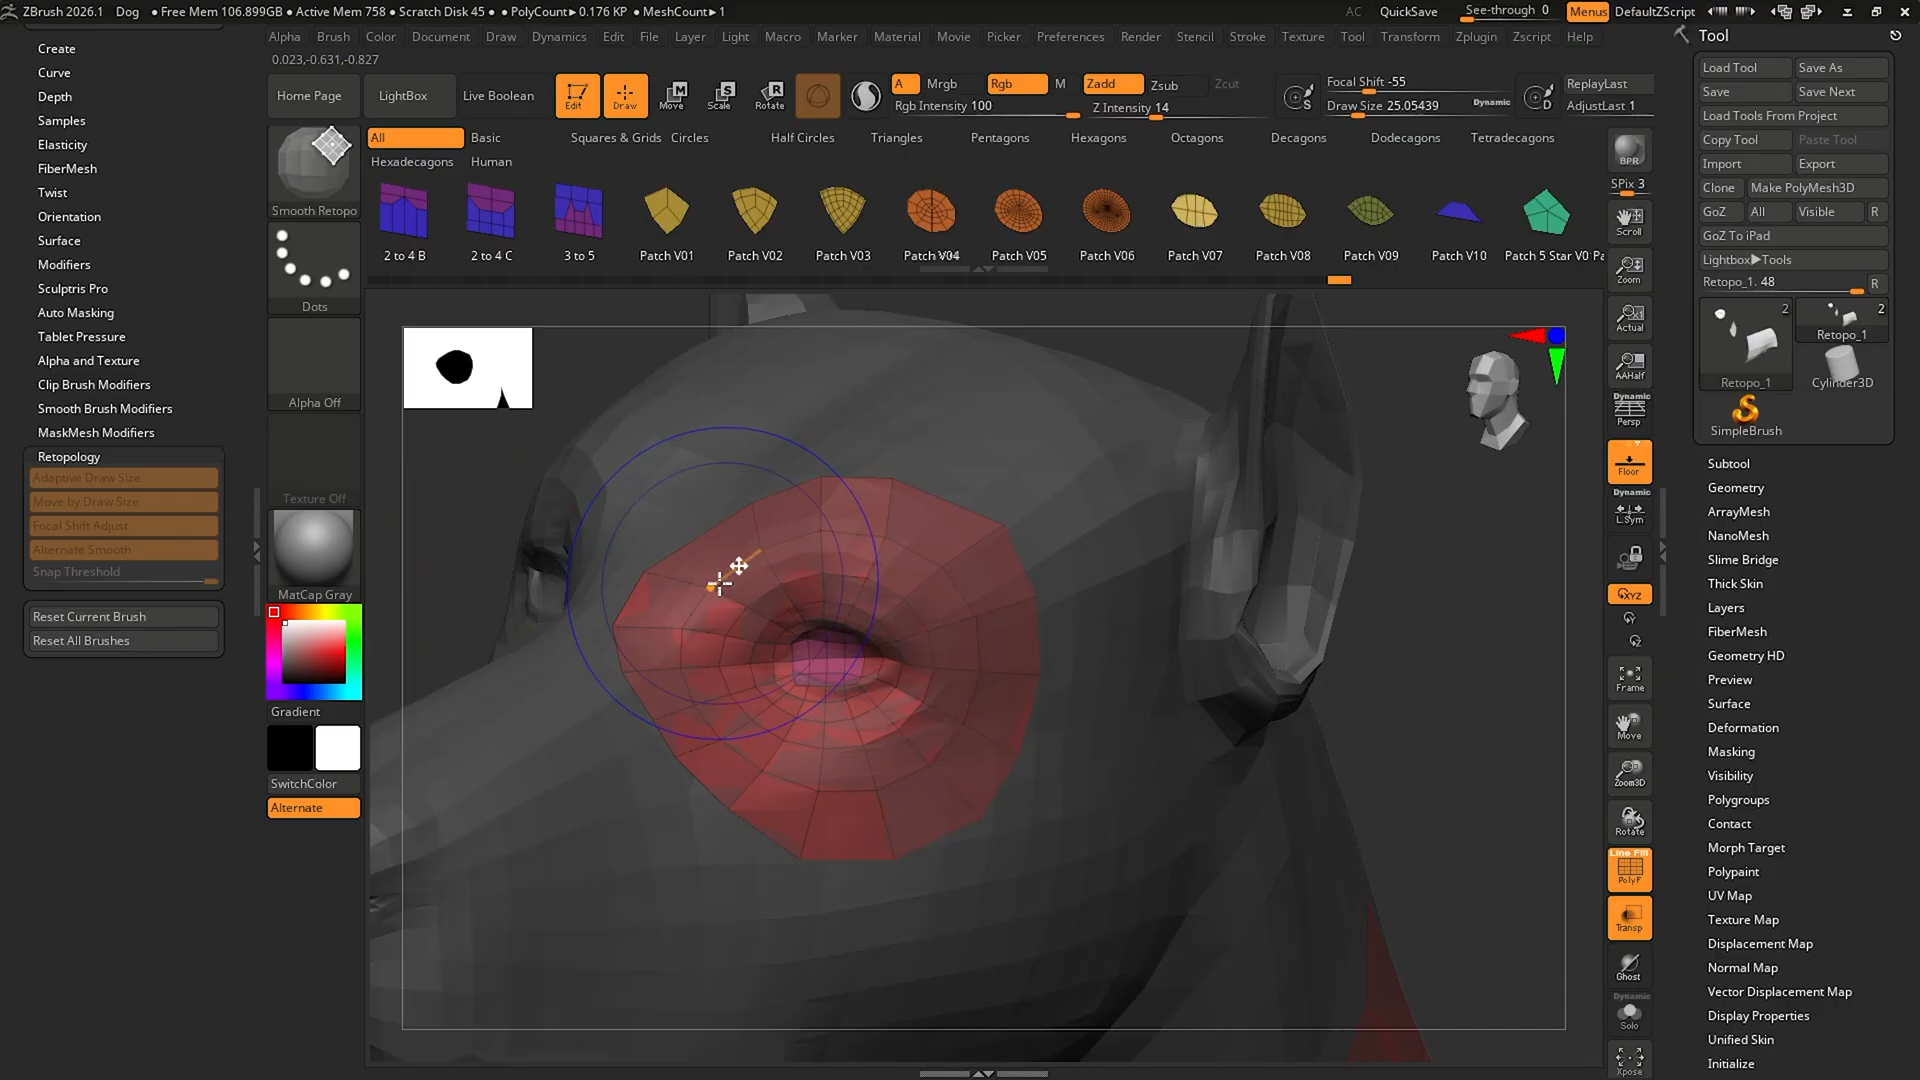 ZBrush 2026.1 Dog ● Free Mem 106.899GB ● Active Mem 758 ● Scratch Disk 45 ● ● PolyCount▶ 0.176 KP ● MeshCount▶ 1
AC QuickSave See-through 0 Menus DefaultZScript
Alpha Brush Color Document Draw Dynamics Edit File Layer Light Macro Marker Material Movie Picker Preferences Render Stencil Stroke Texture Tool Transform Zplugin Zscript Help
0.023,-0.631,-0.827
Create
Curve
Depth
Samples
Elasticity
FiberMesh
Twist
Orientation
Surface
Modifiers
Sculptris Pro
Auto Masking
Tablet Pressure
Alpha and Texture
Clip Brush Modifiers
Smooth Brush Modifiers
MaskMesh Modifiers
Retopology
Adaptive Draw Size
Move by Draw Size
Focal Shift Adjust
Alternate Smooth
Snap Threshold
Reset Current Brush
Reset All Brushes
Home Page LightBox Live Boolean Edit Draw Move Scale Rotate
A Mrgb Rgb M Zadd Zsub Zcut
Rgb Intensity 100 Z Intensity 14
S Focal Shift -55
Draw Size 25.05439 Dynamic
D ReplayLast
AdjustLast 1
Smooth Retopo
Dots
Alpha Off
Texture Off
MatCap Gray
Gradient
SwitchColor
Alternate
All Basic Squares & Grids Circles Half Circles Triangles Pentagons Hexagons Octagons Decagons Dodecagons Tetradecagons
Hexadecagons Human
2 to 4 B 2 to 4 C 3 to 5 Patch V01 Patch V02 Patch V03 Patch V04 Patch V05 Patch V06 Patch V07 Patch V08 Patch V09 Patch V10 Patch 5 Star V0 Pa
BPR
SPix 3
Scroll
Zoom
Actual
AAHalf
Dynamic
Persp
Floor
Dynamic
L.Sym
XYZ
Frame
Move
Zoom3D
Rotate
Line Fill
PolyF
Transp
Ghost
Dynamic
Solo
Xpose
Tool
Load Tool Save As
Save Save Next
Load Tools From Project
Copy Tool Paste Tool
Import Export
Clone Make PolyMesh3D
GoZ All Visible R
GoZ To iPad
Lightbox▶Tools
Retopo_1. 48 R
2 2
Retopo_1
Retopo_1 Cylinder3D
SimpleBrush
Subtool
Geometry
ArrayMesh
NanoMesh
Slime Bridge
Thick Skin
Layers
FiberMesh
Geometry HD
Preview
Surface
Deformation
Masking
Visibility
Polygroups
Contact
Morph Target
Polypaint
UV Map
Texture Map
Displacement Map
Normal Map
Vector Displacement Map
Display Properties
Unified Skin
Initialize